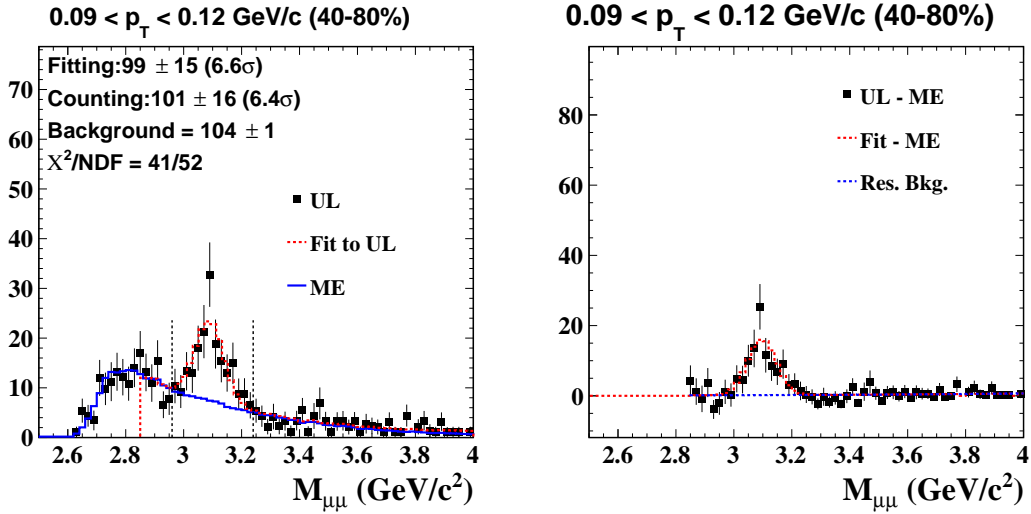 0.09 < p_T < 0.12 GeV/c (40-80%)
Fitting:99 ± 15 (6.6σ)
Counting:101 ± 16 (6.4σ)
Background = 104 ± 1
Χ²/NDF = 41/52
UL
Fit to UL
ME
70
60
50
40
30
20
10
0
2.6 2.8 3 3.2 3.4 3.6 3.8 4
M_μμ (GeV/c²)
0.09 < p_T < 0.12 GeV/c (40-80%)
UL - ME
Fit - ME
Res. Bkg.
80
60
40
20
0
2.6 2.8 3 3.2 3.4 3.6 3.8 4
M_μμ (GeV/c²)